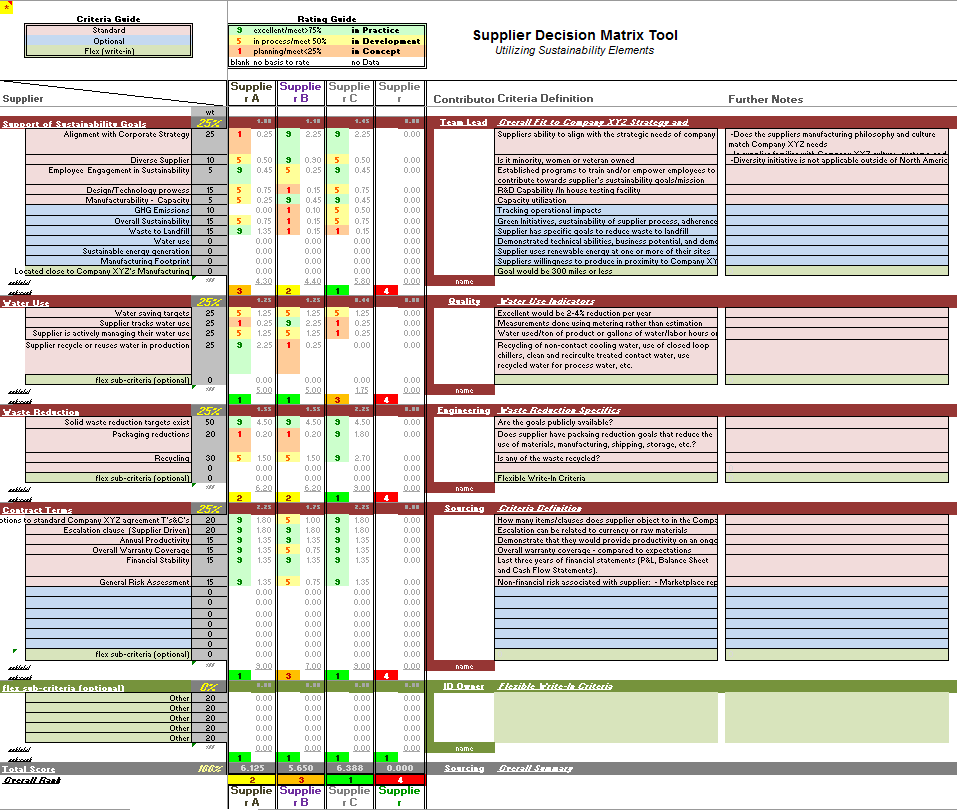 *
Criteria Guide
Standard
Optional
Flex (write-in)
Rating Guide
9 excellent/meet>75% in Practice
5 in process/meet 50% in Development
1 planning/meet<25% in Concept
blank no basis to rate no Data
Supplier Decision Matrix Tool
Utilizing Sustainability Elements
Supplier
Supplie r A
Supplie r B
Supplie r C
Supplie r
Contributor Criteria Definition Further Notes
wt
Support of Sustainability Goals 25% Team Lead Overall Fit to Company XYZ Strategy and
Alignment with Corporate Strategy 25 1 0.25 9 2.25 9 2.25 0.00 Suppliers ability to align with the strategic needs of company -Does the suppliers manufacturing philosophy and culture
match Company XYZ needs
Diverse Supplier 10 5 0.50 9 0.30 5 0.50 0.00 Is it minority, women or veteran owned -Diversity initiative is not applicable outside of North Americ
Employee Engagement in Sustainability 5 9 0.45 5 0.25 9 0.45 0.00 Established programs to train and/or empower employees to
contribute towards supplier's sustainability goals/mission
Design/Technology prowess 15 5 0.75 1 0.15 5 0.75 0.00 R&D Capability /In house testing facility
Manufacturability - Capacity 5 5 0.25 9 0.45 9 0.45 0.00 Capacity utilization
GHG Emissions 10 0.00 1 0.10 5 0.50 0.00 Tracking operational impacts
Overall Sustainability 15 5 0.75 1 0.15 5 0.75 0.00 Green Initiatives, sustainability of supplier process, adherence
Waste to Landfill 15 9 1.35 1 0.15 1 0.15 0.00 Supplier has specific goals to reduce waste to landfill
Water use 0 0.00 0.00 0.00 0.00 Demonstrated technical abilities, business potential, and demo
Sustainable energy generation 0 0.00 0.00 0.00 0.00 Supplier uses renewable energy at one or more of their sites
Manufacturing Footprint 0 0.00 0.00 0.00 0.00 Suppliers willingness to produce in proximity to Company XY
Located close to Company XYZ's Manufacturing 0 0.00 0.00 0.00 0.00 Goal would be 300 miles or less
4.30 4.40 5.80 0.00 name
3 2 1 4
Water Use 25% Quality Water Use Indicators
Water saving targets 25 5 1.25 5 1.25 5 1.25 0.00 Excellent would be 2-4% reduction per year
Supplier tracks water use 25 1 0.25 9 2.25 1 0.25 0.00 Measurements done using metering rather than estimation
Supplier is actively managing their water use 25 5 1.25 5 1.25 1 0.25 0.00 Water used/ton of product or gallons of water/labor hours or
Supplier recycle or reuses water in production 25 9 2.25 1 0.25 0.00 0.00 Recycling of non-contact cooling water, use of closed loop
chillers, clean and recirculte treated contact water, use
recycled water for process water, etc.
flex sub-criteria (optional) 0 0.00 0.00 0.00 0.00
5.00 5.00 1.75 0.00 name
1 1 3 4
Waste Reduction 25% Engineering Waste Reduction Specifics
Solid waste reduction targets exist 50 9 4.50 9 4.50 9 4.50 0.00 Are the goals publicly available?
Packaging reductions 20 1 0.20 1 0.20 9 1.80 0.00 Does supplier have packaing reduction goals that reduce the
use of materials, manufacturing, shipping, storage, etc.?
Recycling 30 5 1.50 5 1.50 9 2.70 0.00 Is any of the waste recycled?
0 0.00 0.00 0.00 0.00
flex sub-criteria (optional) 0 0.00 0.00 0.00 0.00 Flexible Write-In Criteria
6.20 6.20 9.00 0.00 name
2 2 1 4
Contract Terms 25% Sourcing Criteria Definition
otions to standard Company XYZ agreement T's&C's 20 9 1.80 5 1.00 9 1.80 0.00 How many items/clauses does supplier object to in the Compa
Escalation clause (Supplier Driven) 20 9 1.80 9 1.80 9 1.80 0.00 Escalation can be related to currency or raw materials
Annual Productivity 15 9 1.35 9 1.35 9 1.35 0.00 Demonstrate that they would provide productivity on an ongo
Overall Warranty Coverage 15 9 1.35 5 0.75 9 1.35 0.00 Overall warranty coverage - compared to expectations
Financial Stability 15 9 1.35 9 1.35 9 1.35 0.00 Last three years of financial statements (P&L, Balance Sheet
and Cash Flow Statements).
General Risk Assessment 15 9 1.35 5 0.75 9 1.35 0.00 Non-financial risk associated with supplier: - Marketplace rep
0 0.00 0.00 0.00 0.00
0 0.00 0.00 0.00 0.00
0 0.00 0.00 0.00 0.00
0 0.00 0.00 0.00 0.00
0 0.00 0.00 0.00 0.00
0 0.00 0.00 0.00 0.00
flex sub-criteria (optional) 0 0.00 0.00 0.00 0.00
9.00 7.00 9.00 0.00 name
1 3 1 4
flex sub-criteria (optional) 0% ID Owner Flexible Write-In Criteria
Other 20 0.00 0.00 0.00 0.00
Other 20 0.00 0.00 0.00 0.00
Other 20 0.00 0.00 0.00 0.00
Other 20 0.00 0.00 0.00 0.00
Other 20 0.00 0.00 0.00 0.00
0.00 0.00 0.00 0.00 name
1 1 1 1
Total Score 100% 6.125 5.650 6.388 0.000 Sourcing Overall Summary
Overall Rank 2 3 1 4
Supplie r A
Supplie r B
Supplie r C
Supplie r